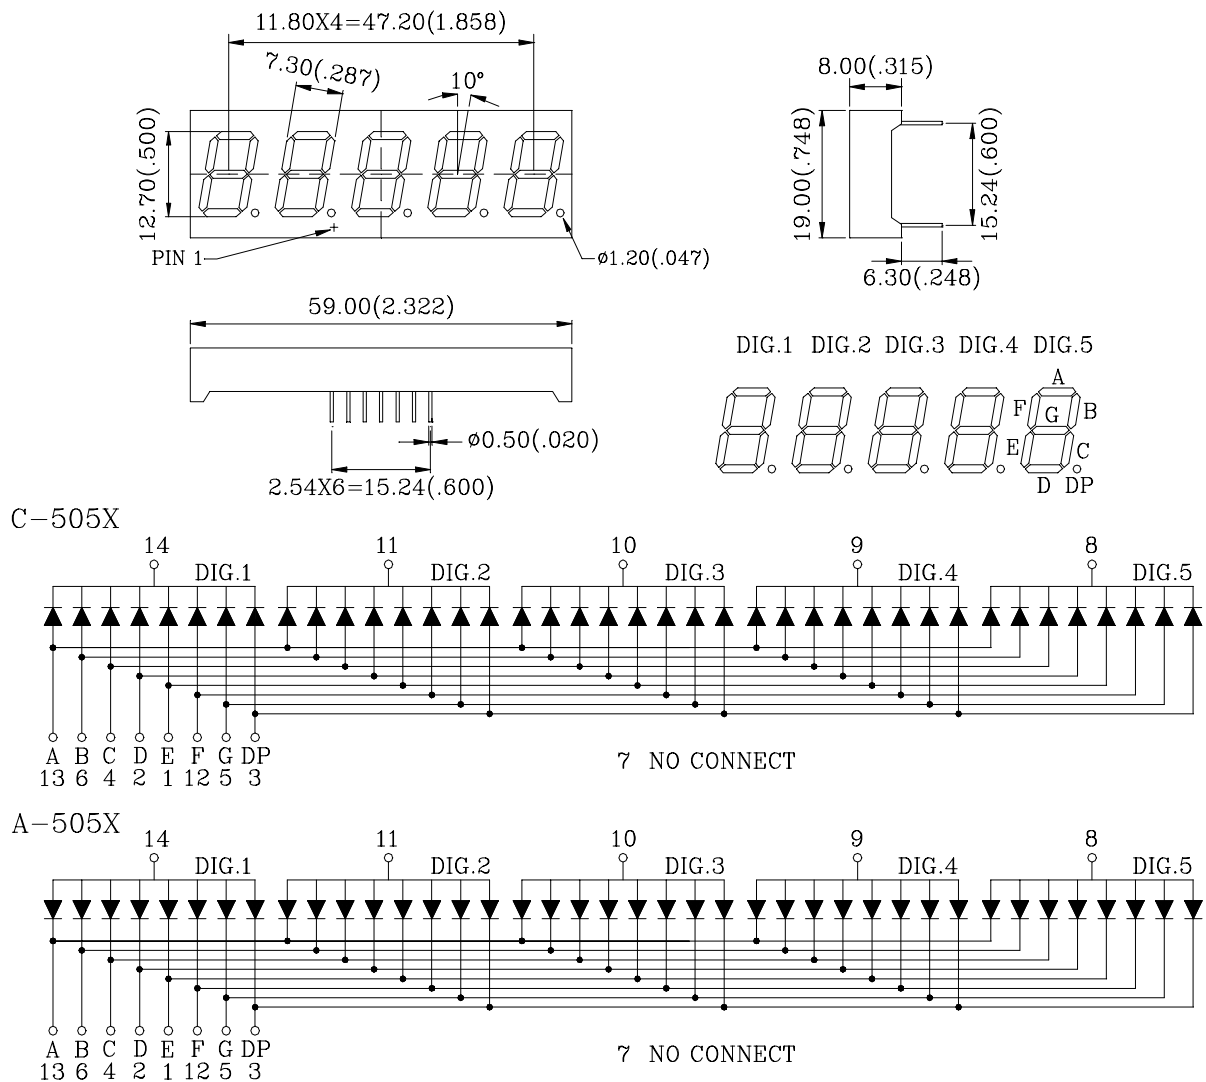 11.80X4=47.20(1.858)
7.30(.287)
10°
12.70(.500)
PIN 1
ø1.20(.047)
8.00(.315)
19.00(.748)
15.24(.600)
6.30(.248)
59.00(2.322)
ø0.50(.020)
2.54X6=15.24(.600)
DIG.1 DIG.2 DIG.3 DIG.4 DIG.5
A
F G B
E C
D DP
C-505X
14 11 10 9 8
DIG.1 DIG.2 DIG.3 DIG.4 DIG.5
A B C D E F G DP
13 6 4 2 1 12 5 3
7 NO CONNECT
A-505X
14 11 10 9 8
DIG.1 DIG.2 DIG.3 DIG.4 DIG.5
A B C D E F G DP
13 6 4 2 1 12 5 3
7 NO CONNECT